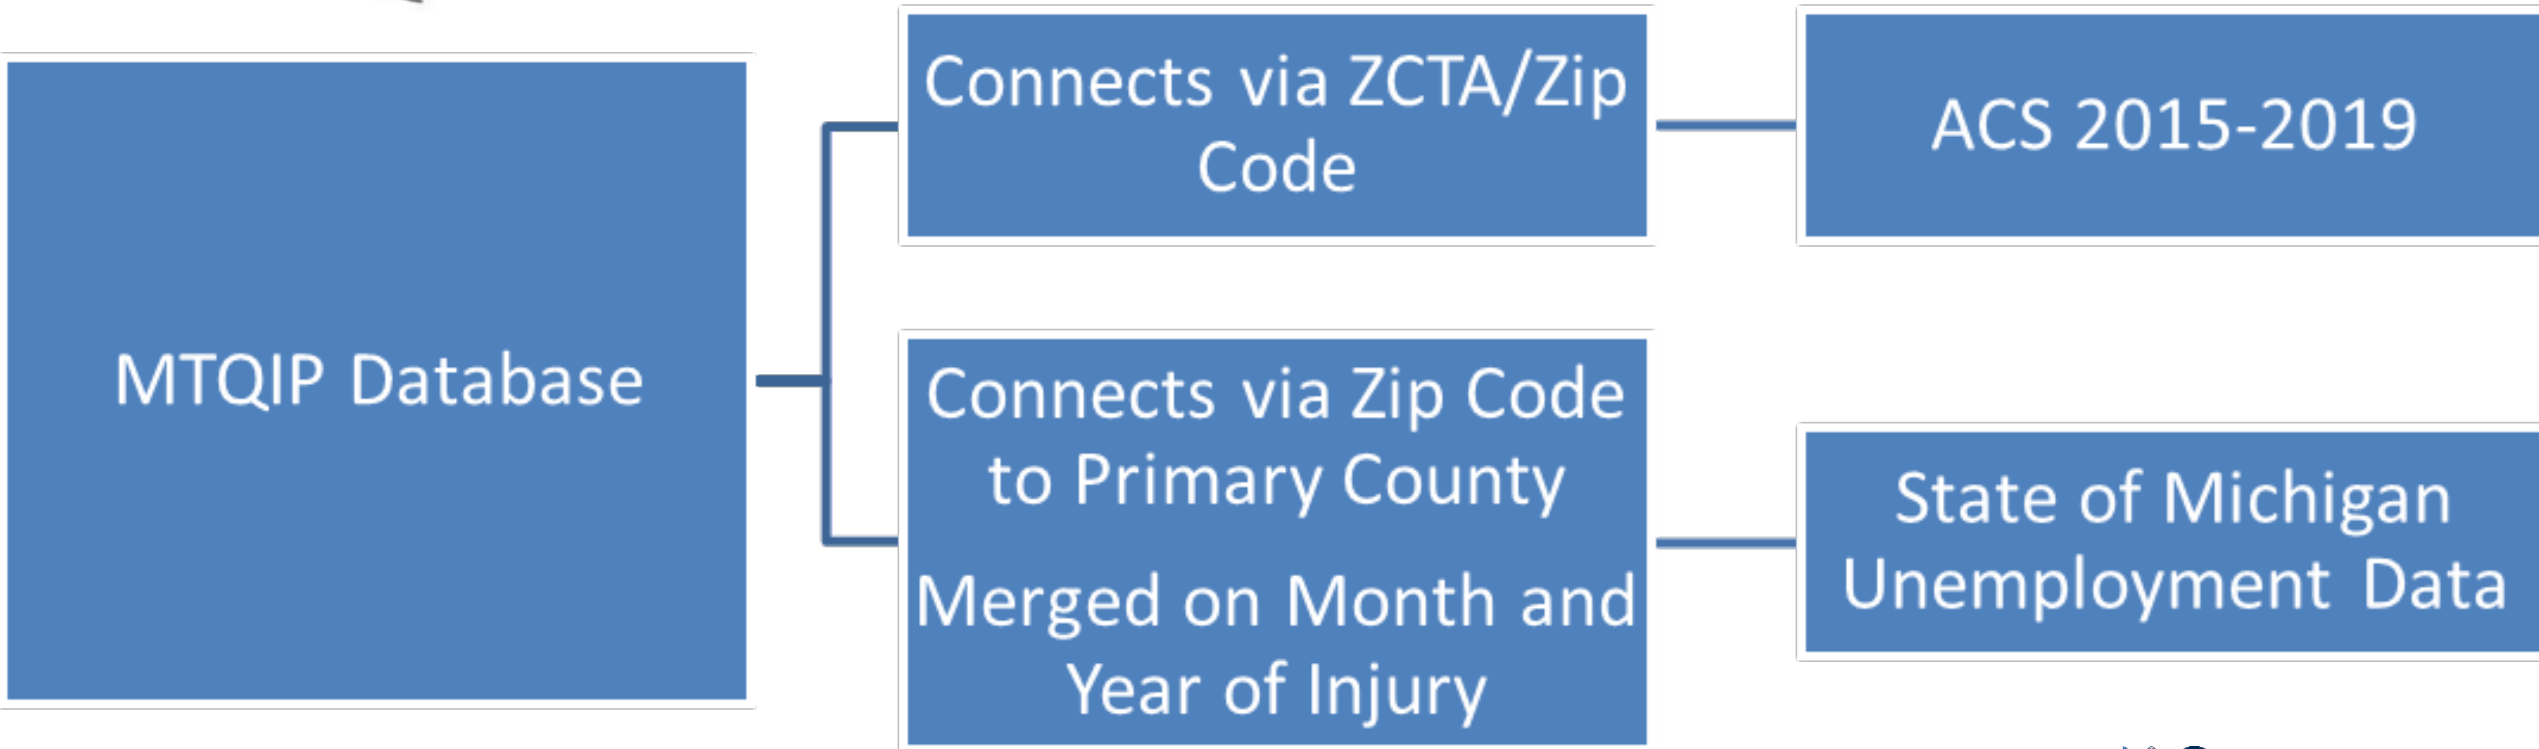 MTQIP Database
Connects via ZCTA/Zip
Code
ACS 2015-2019
Connects via Zip Code
to Primary County
Merged on Month and
Year of Injury
State of Michigan
Unemployment Data